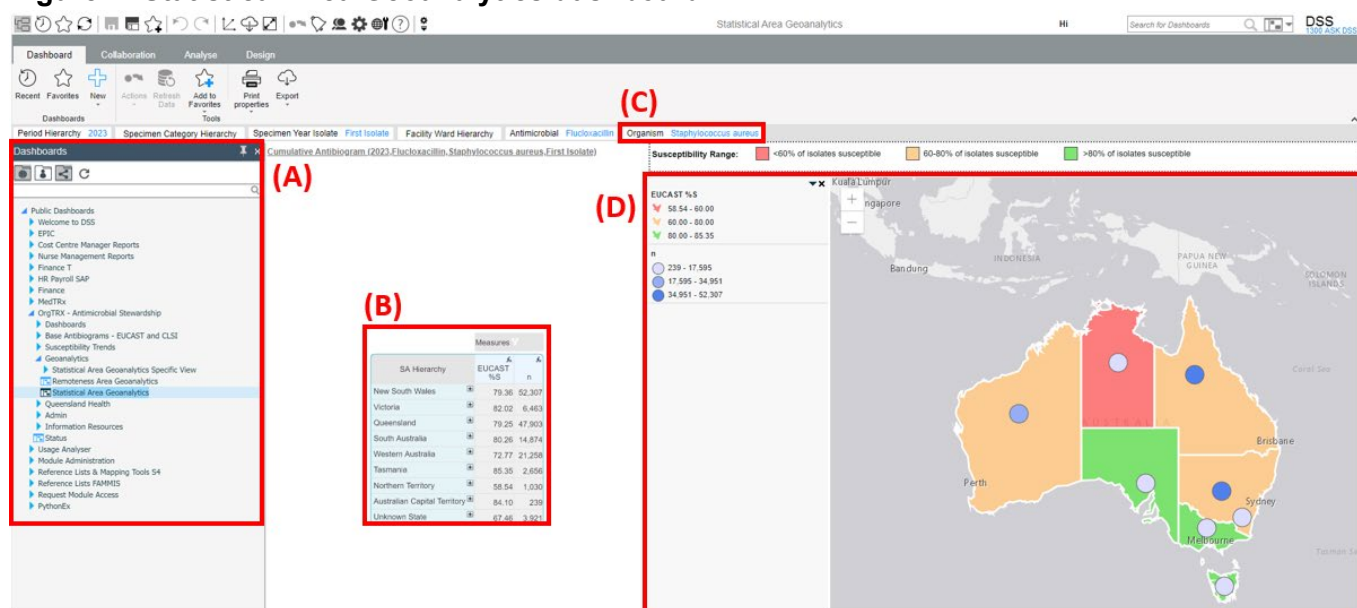 Figure 1 Statistical Area Geoanalytics dashboard
Statistical Area Geoanalytics
Hi
Search for Dashboards
DSS
1300 ASK DSS
Dashboard Collaboration Analyse Design
Recent Favorites New Actions Refresh Data Add to Favorites Print properties Export
Dashboards Tools
(C)
Period Hierarchy 2023 Specimen Category Hierarchy Specimen Year Isolate First Isolate Facility Ward Hierarchy Antimicrobial Flucloxacillin Organism Staphylococcus aureus
Dashboards
(A)
Public Dashboards
Welcome to DSS
EPIC
Cost Centre Manager Reports
Nurse Management Reports
Finance T
HR Payroll SAP
Finance
MedTRx
OrgTRX - Antimicrobial Stewardship
Dashboards
Base Antibiograms - EUCAST and CLSI
Susceptibility Trends
Geoanalytics
Statistical Area Geoanalytics Specific View
Remoteness Area Geoanalytics
Statistical Area Geoanalytics
Queensland Health
Admin
Information Resources
Status
Usage Analyser
Module Administration
Reference Lists & Mapping Tools S4
Reference Lists FAMMIS
Request Module Access
PythonEx
Cumulative Antibiogram (2023,Flucloxacillin,Staphylococcus aureus,First Isolate)
(B)
Measures
SA Hierarchy EUCAST %S n
New South Wales 79.36 52,307
Victoria 82.02 6,463
Queensland 79.25 47,903
South Australia 80.26 14,874
Western Australia 72.77 21,258
Tasmania 85.35 2,656
Northern Territory 58.54 1,030
Australian Capital Territory 84.10 239
Unknown State 67.46 3,921
Susceptibility Range: <60% of isolates susceptible 60-80% of isolates susceptible >80% of isolates susceptible
(D)
EUCAST %S
58.54 - 60.00
60.00 - 80.00
80.00 - 85.35
n
239 - 17,595
17,595 - 34,951
34,951 - 52,307
Kuala Lumpur
ngapore
Bandung
INDONESIA
PAPUA NEW GUINEA
SOLOMON ISLANDS
Coral Sea
AUSTRALIA
Brisbane
Perth
Sydney
Melbourne
Tasman Se